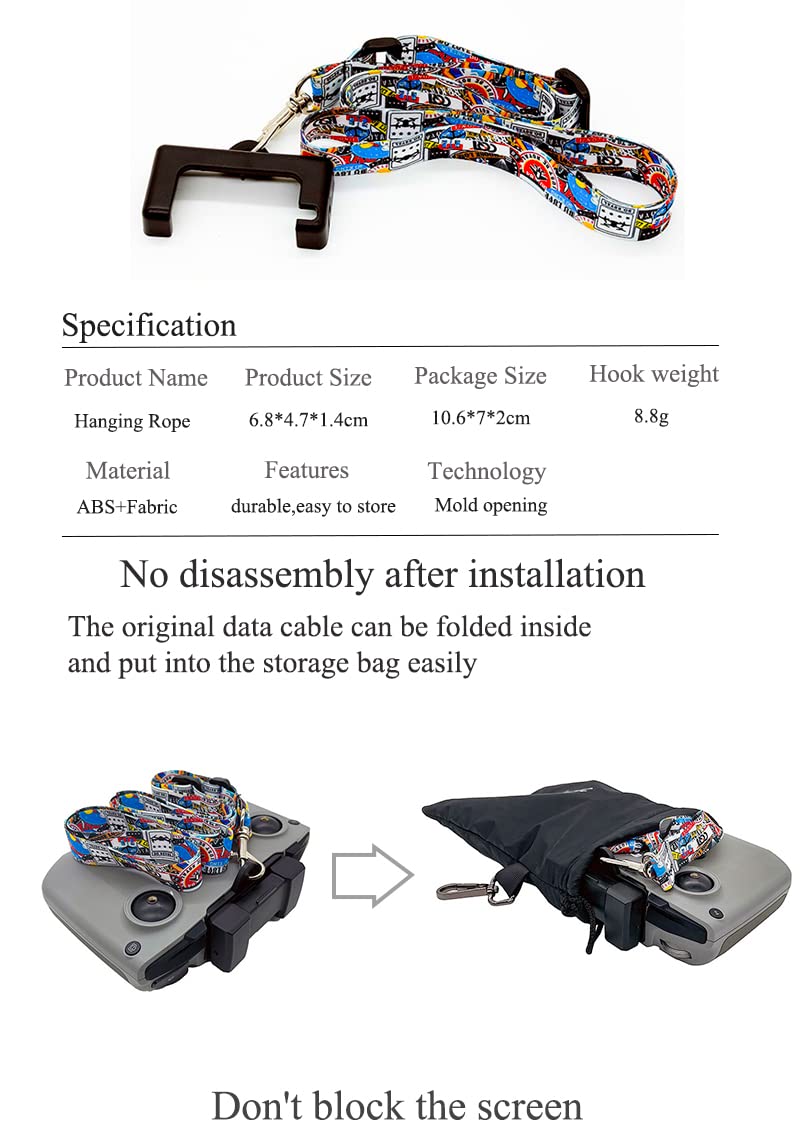 Specification
Product Name Product Size Package Size Hook weight
Hanging Rope 6.8*4.7*1.4cm 10.6*7*2cm 8.8g
Material Features Technology
ABS+Fabric durable,easy to store Mold opening
No disassembly after installation
The original data cable can be folded inside
and put into the storage bag easily
Don't block the screen